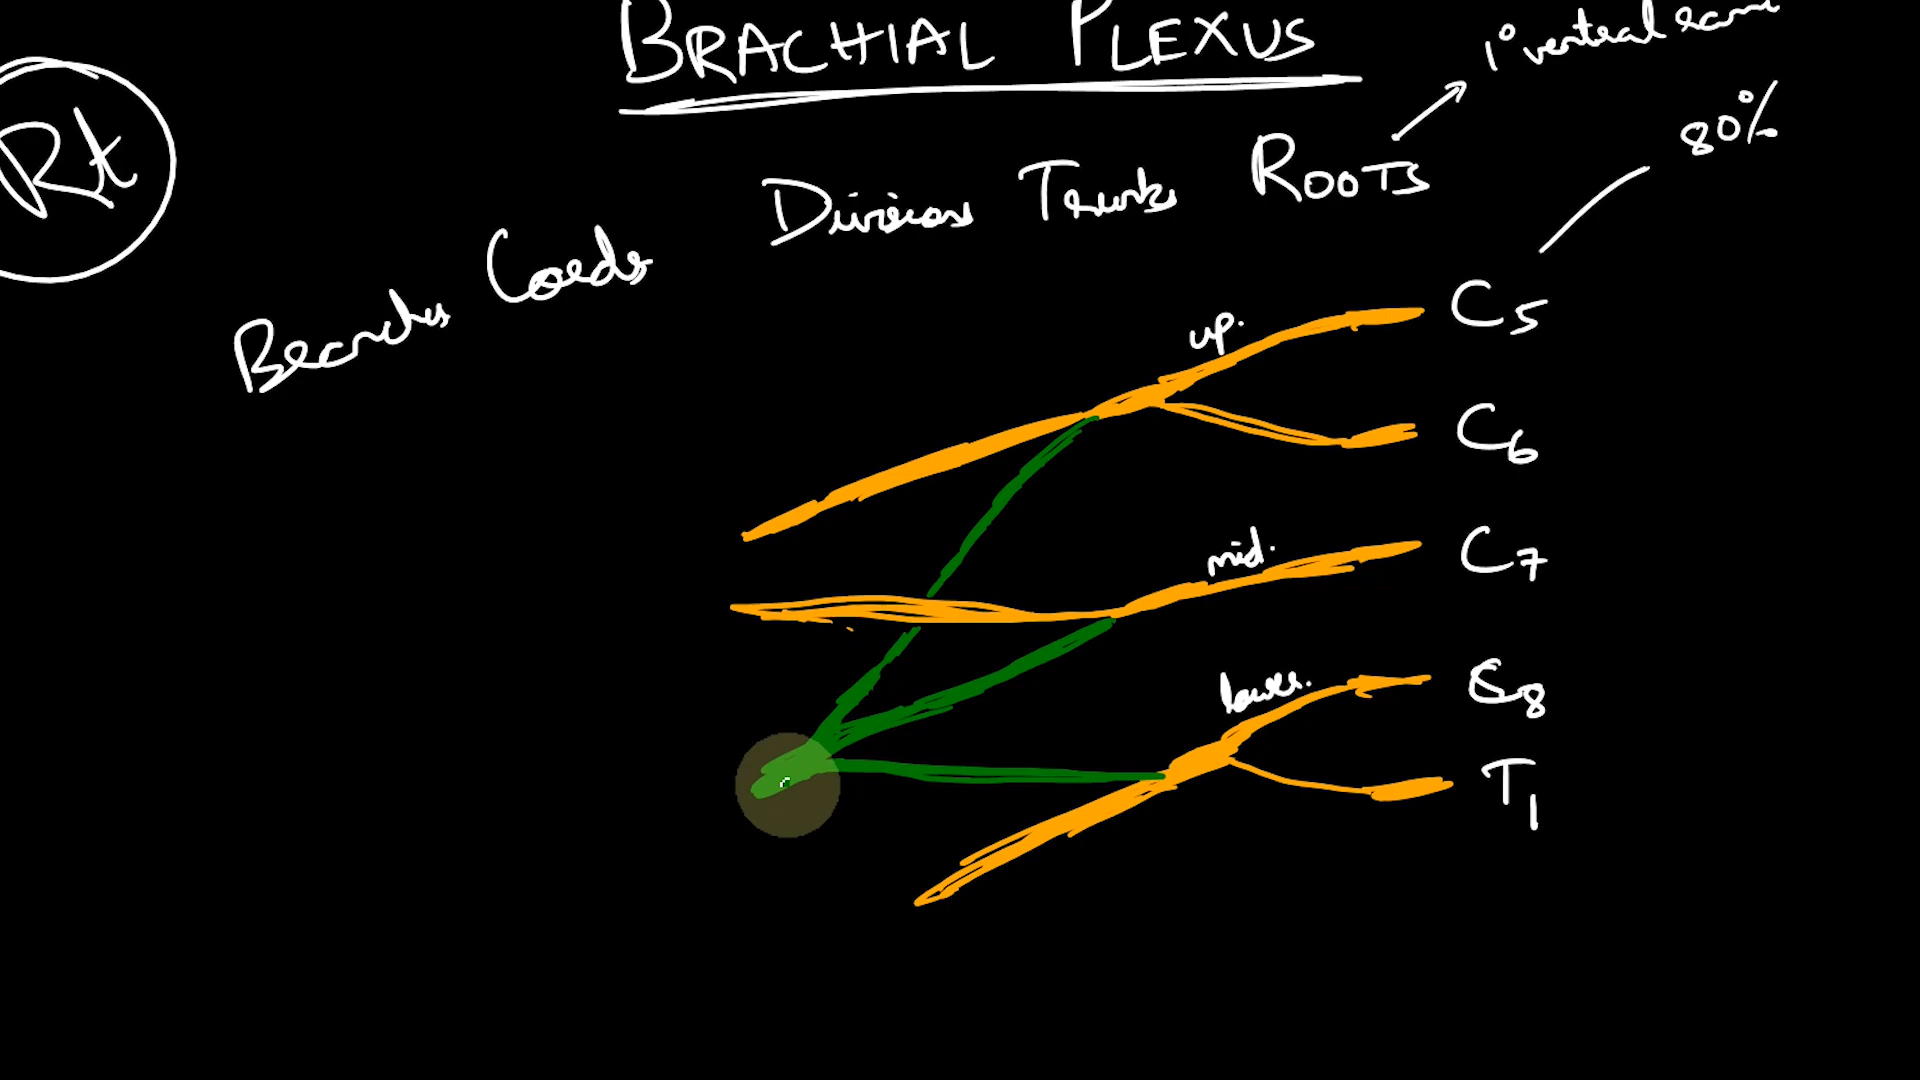 BRACHIAL PLEXUS
1° ventral rami
Rt
80%
Branches Cords Divisions Trunks ROOTS
C5
up.
C6
mid.
C7
lower.
C8
T1